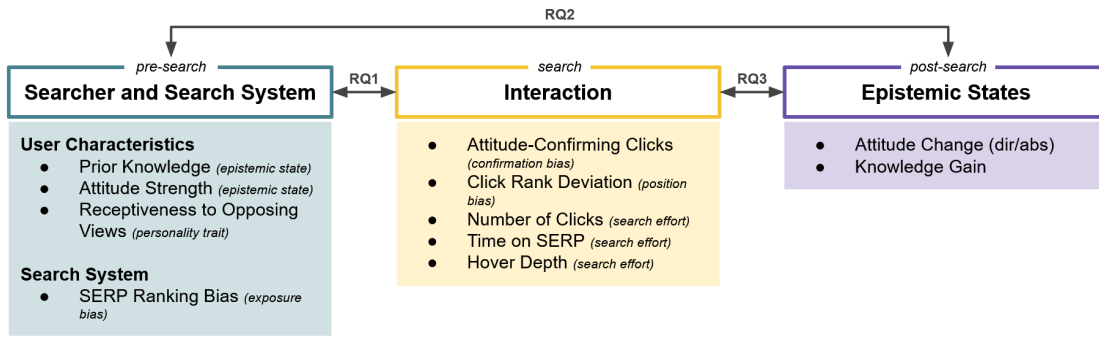 RQ2
pre-search
Searcher and Search System
RQ1
search
Interaction
RQ3
post-search
Epistemic States
User Characteristics
● Prior Knowledge (epistemic state)
● Attitude Strength (epistemic state)
● Receptiveness to Opposing
Views (personality trait)
Search System
● SERP Ranking Bias (exposure
bias)
● Attitude-Confirming Clicks
(confirmation bias)
● Click Rank Deviation (position
bias)
● Number of Clicks (search effort)
● Time on SERP (search effort)
● Hover Depth (search effort)
● Attitude Change (dir/abs)
● Knowledge Gain